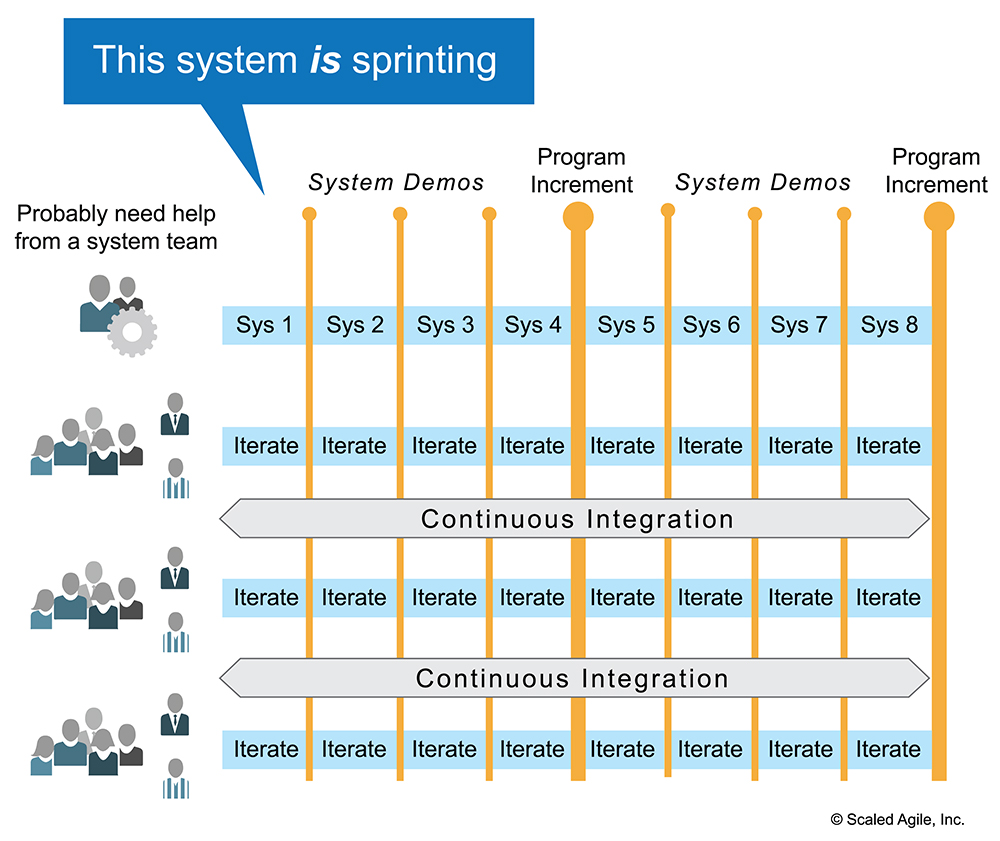 This system is sprinting
System Demos
Program
Increment
System Demos
Program
Increment
Probably need help
from a system team
Sys 1 Sys 2 Sys 3 Sys 4 Sys 5 Sys 6 Sys 7 Sys 8
Iterate Iterate Iterate Iterate Iterate Iterate Iterate Iterate
Continuous Integration
Iterate Iterate Iterate Iterate Iterate Iterate Iterate Iterate
Continuous Integration
Iterate Iterate Iterate Iterate Iterate Iterate Iterate Iterate
© Scaled Agile, Inc.